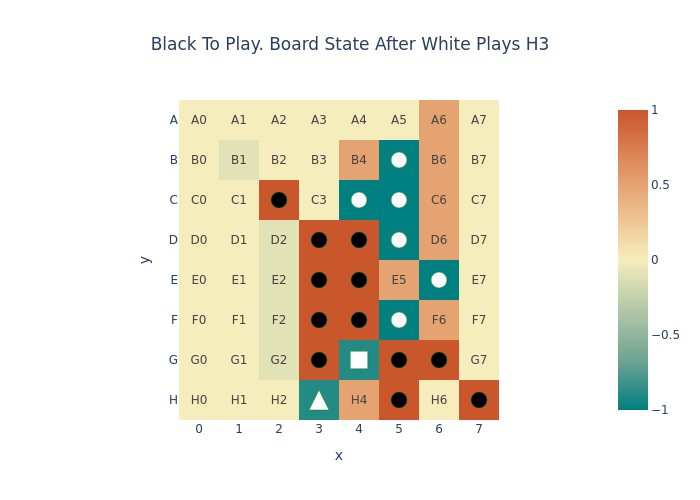 Black To Play. Board State After White Plays H3
A A0 A1 A2 A3 A4 A5 A6 A7 1
B B0 B1 B2 B3 B4 B6 B7
C C0 C1 C3 C6 C7 0.5
D D0 D1 D2 D6 D7
E E0 E1 E2 E5 E7 0
F F0 F1 F2 F6 F7 −0.5
G G0 G1 G2 G7
H H0 H1 H2 H4 H6 −1
0 1 2 3 4 5 6 7
x
y